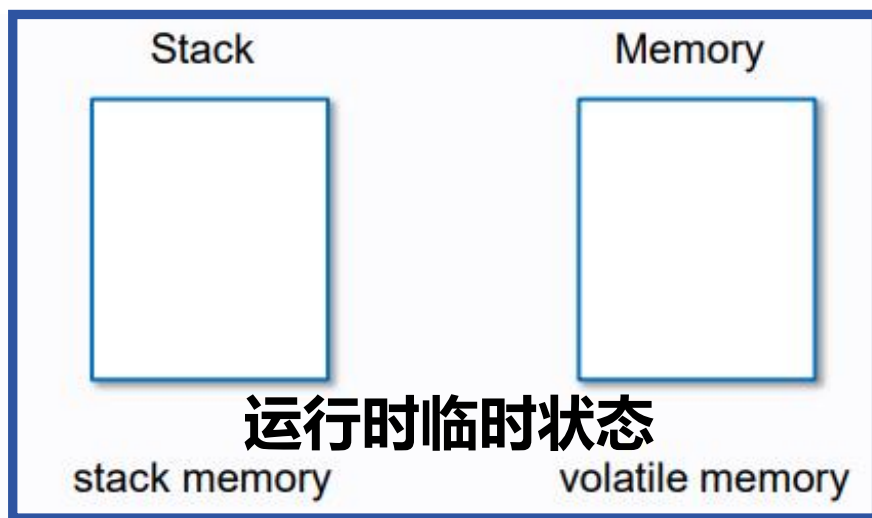 Stack
Memory
运行时临时状态
stack memory
volatile memory